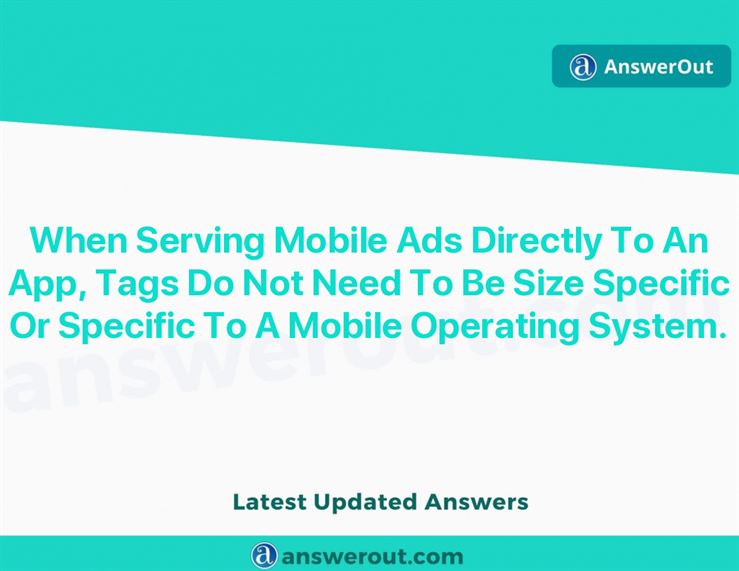 AnswerOut
When Serving Mobile Ads Directly To An
App, Tags Do Not Need To Be Size Specific
Or Specific To A Mobile Operating System.
answerout.com
Latest Updated Answers
answerout.com